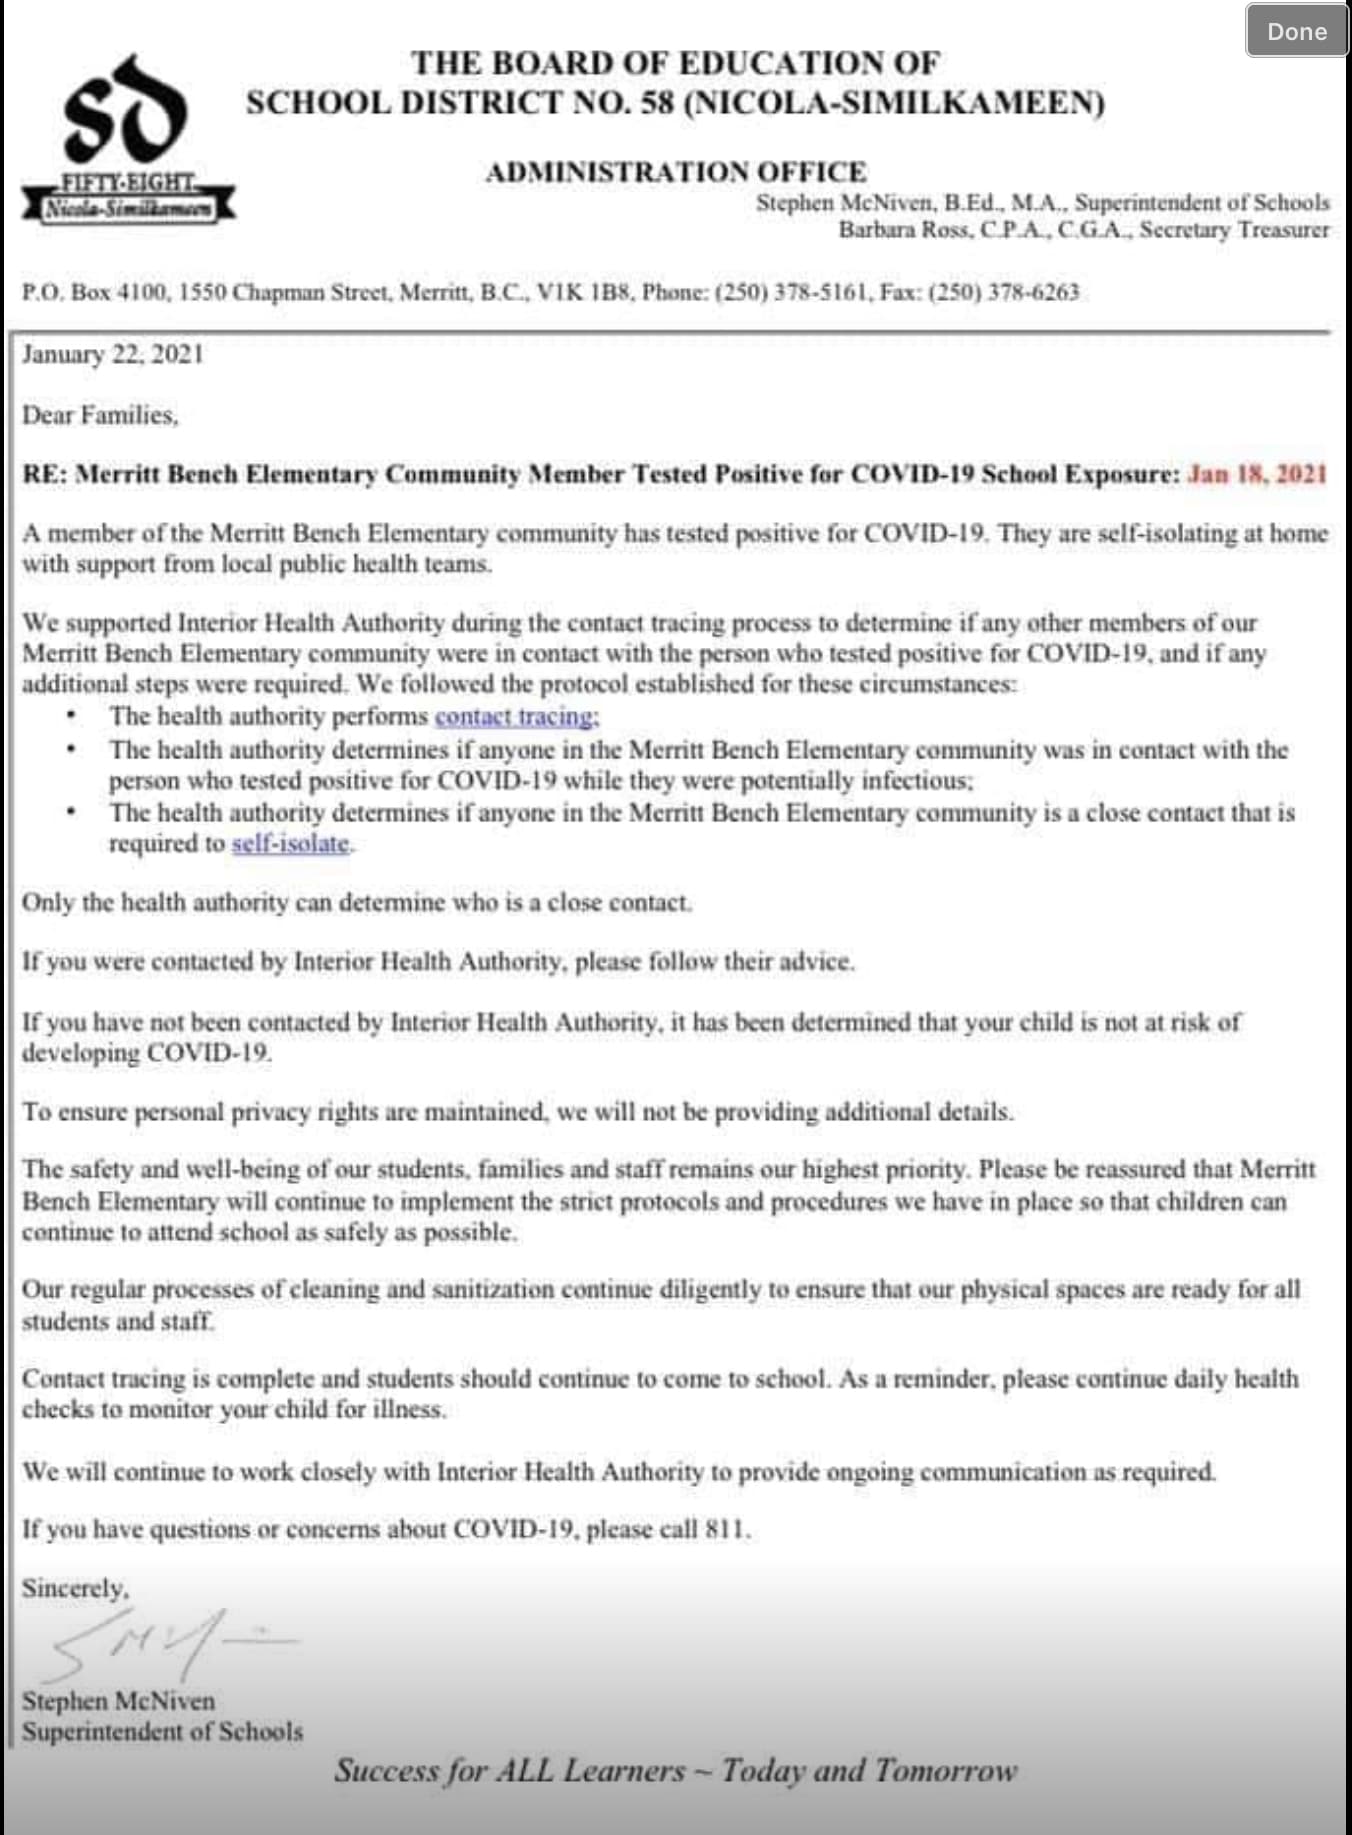 Done
THE BOARD OF EDUCATION OF
SCHOOL DISTRICT NO. 58 (NICOLA-SIMILKAMEEN)
sd
FIFTY-EIGHT
Nicola-Similkameen
ADMINISTRATION OFFICE
Stephen McNiven, B.Ed., M.A., Superintendent of Schools
Barbara Ross, C.P.A., C.G.A., Secretary Treasurer
P.O. Box 4100, 1550 Chapman Street, Merritt, B.C., V1K 1B8, Phone: (250) 378-5161, Fax: (250) 378-6263
January 22, 2021
Dear Families,
RE: Merritt Bench Elementary Community Member Tested Positive for COVID-19 School Exposure: Jan 18, 2021
A member of the Merritt Bench Elementary community has tested positive for COVID-19. They are self-isolating at home
with support from local public health teams.
We supported Interior Health Authority during the contact tracing process to determine if any other members of our
Merritt Bench Elementary community were in contact with the person who tested positive for COVID-19, and if any
additional steps were required. We followed the protocol established for these circumstances:
• The health authority performs contact tracing;
• The health authority determines if anyone in the Merritt Bench Elementary community was in contact with the
person who tested positive for COVID-19 while they were potentially infectious;
• The health authority determines if anyone in the Merritt Bench Elementary community is a close contact that is
required to self-isolate.
Only the health authority can determine who is a close contact.
If you were contacted by Interior Health Authority, please follow their advice.
If you have not been contacted by Interior Health Authority, it has been determined that your child is not at risk of
developing COVID-19.
To ensure personal privacy rights are maintained, we will not be providing additional details.
The safety and well-being of our students, families and staff remains our highest priority. Please be reassured that Merritt
Bench Elementary will continue to implement the strict protocols and procedures we have in place so that children can
continue to attend school as safely as possible.
Our regular processes of cleaning and sanitization continue diligently to ensure that our physical spaces are ready for all
students and staff.
Contact tracing is complete and students should continue to come to school. As a reminder, please continue daily health
checks to monitor your child for illness.
We will continue to work closely with Interior Health Authority to provide ongoing communication as required.
If you have questions or concerns about COVID-19, please call 811.
Sincerely,
Stephen McNiven
Superintendent of Schools
Success for ALL Learners ~ Today and Tomorrow